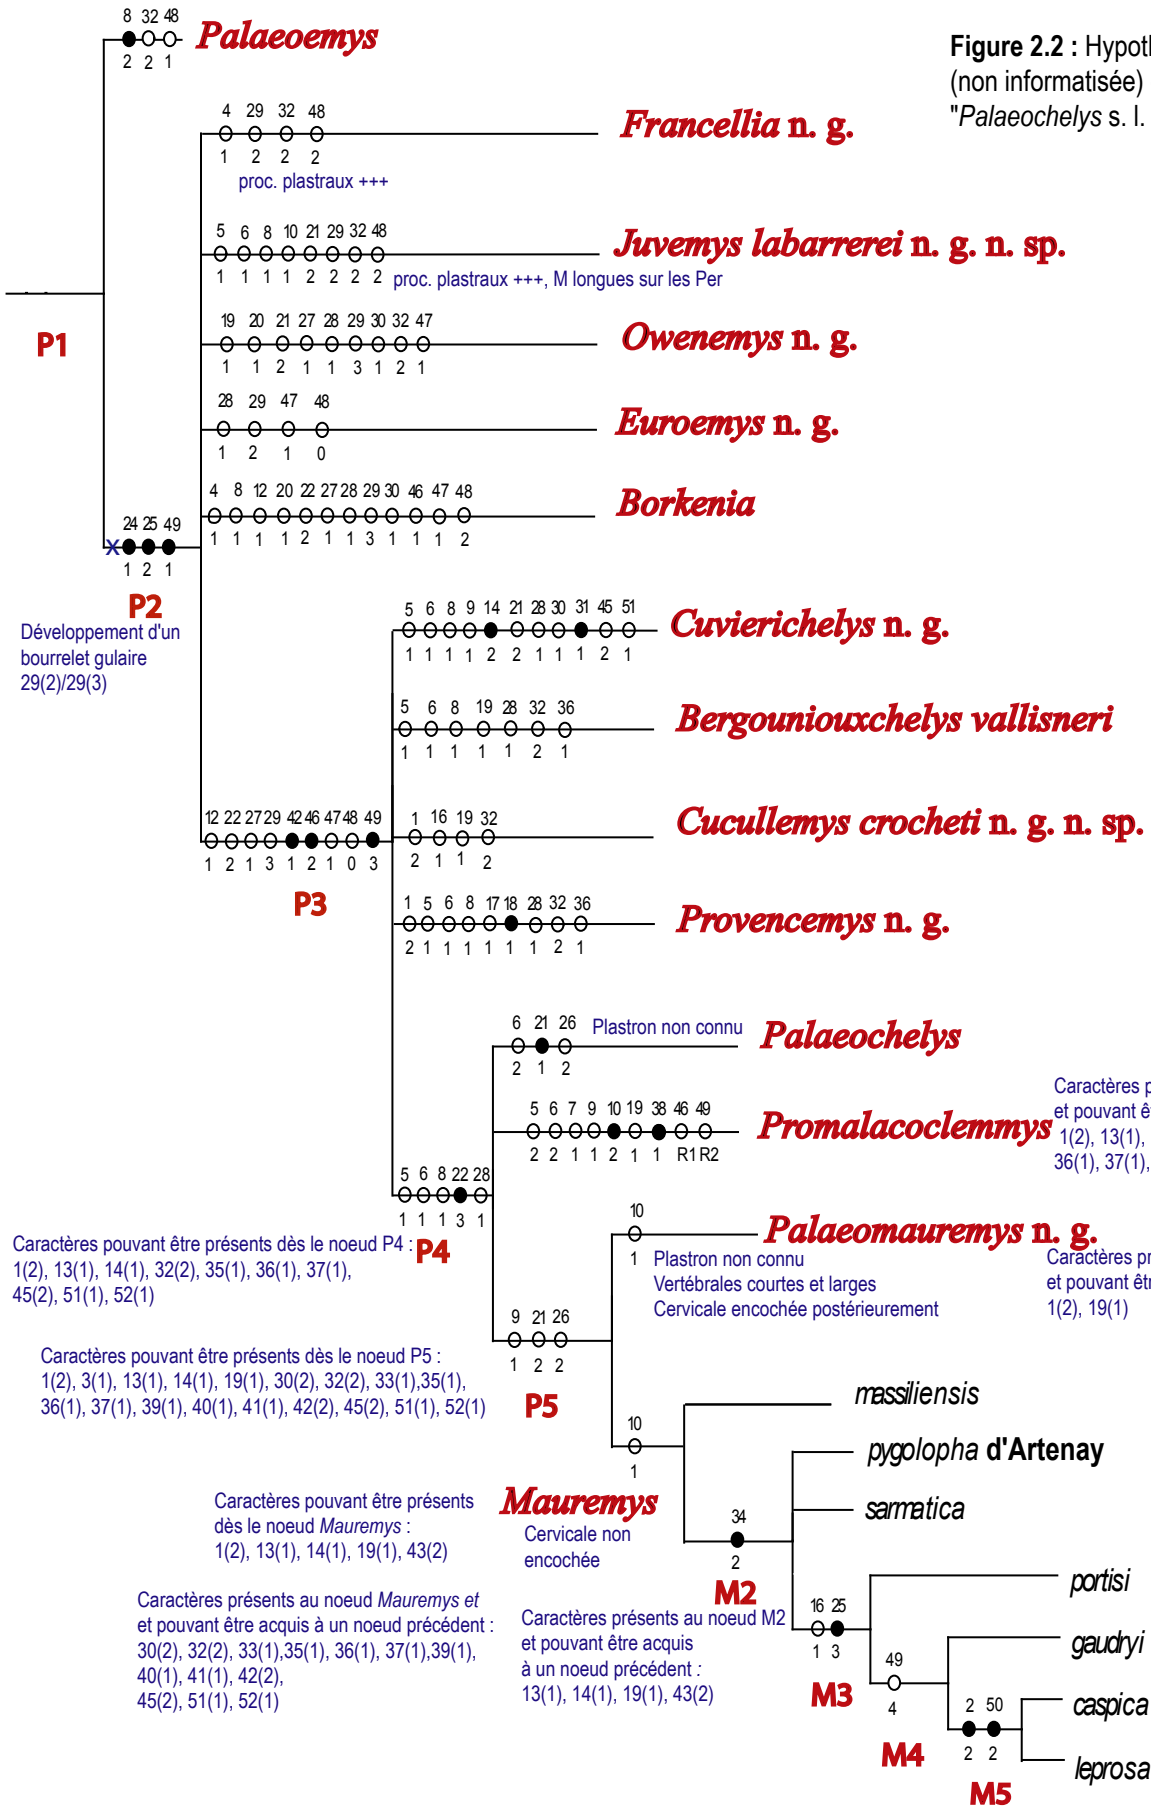 8 32 48
Palaeoemys
2 2 1
Figure 2.2 : Hypoth
(non informatisée)
"Palaeochelys s. l.
4 29 32 48
Francellia n. g.
1 2 2 2
proc. plastraux +++
5 6 8 10 21 29 32 48
Juvemys labarrerei n. g. n. sp.
1 1 1 1 2 2 2 2
proc. plastraux +++, M longues sur les Per
P1
19 20 21 27 28 29 30 32 47
Owenemys n. g.
1 1 2 1 1 3 1 2 1
28 29 47 48
Euroemys n. g.
1 2 1 0
4 8 12 20 22 27 28 29 30 46 47 48
Borkenia
1 1 1 1 2 1 1 3 1 1 1 2
24 25 49
x
1 2 1
P2
Développement d'un
bourrelet gulaire
29(2)/29(3)
5 6 8 9 14 21 28 30 31 45 51
Cuvierichelys n. g.
1 1 1 1 2 2 1 1 1 2 1
5 6 8 19 28 32 36
Bergouniouxchelys vallisneri
1 1 1 1 1 2 1
12 22 27 29 42 46 47 48 49
1 2 1 3 1 2 1 0 3
P3
1 16 19 32
Cucullemys crocheti n. g. n. sp.
2 1 1 2
1 5 6 8 17 18 28 32 36
Provencemys n. g.
2 1 1 1 1 1 1 2 1
6 21 26
Plastron non connu
Palaeochelys
2 1 2
5 6 7 9 10 19 38 46 49
Promalacoclemmys
2 2 1 1 2 1 1 R1 R2
Caractères p
et pouvant êt
1(2), 13(1),
36(1), 37(1),
5 6 8 22 28
1 1 1 3 1
P4
Caractères pouvant être présents dès le noeud P4 :
1(2), 13(1), 14(1), 32(2), 35(1), 36(1), 37(1),
45(2), 51(1), 52(1)
10
Palaeomauremys n. g.
1
Plastron non connu
Vertébrales courtes et larges
Cervicale encochée postérieurement
Caractères pr
et pouvant êtr
1(2), 19(1)
9 21 26
1 2 2
P5
Caractères pouvant être présents dès le noeud P5 :
1(2), 3(1), 13(1), 14(1), 19(1), 30(2), 32(2), 33(1),35(1),
36(1), 37(1), 39(1), 40(1), 41(1), 42(2), 45(2), 51(1), 52(1)
10
1
Mauremys
Cervicale non
encochée
massiliensis
pygolopha d'Artenay
sarmatica
Caractères pouvant être présents
dès le noeud Mauremys :
1(2), 13(1), 14(1), 19(1), 43(2)
34
2
M2
Caractères présents au noeud Mauremys et
et pouvant être acquis à un noeud précédent :
30(2), 32(2), 33(1),35(1), 36(1), 37(1),39(1),
40(1), 41(1), 42(2),
45(2), 51(1), 52(1)
Caractères présents au noeud M2
et pouvant être acquis
à un noeud précédent :
13(1), 14(1), 19(1), 43(2)
portisi
16 25
1 3
M3
gaudryi
49
4
M4
caspica
2 50
2 2
M5
leprosa